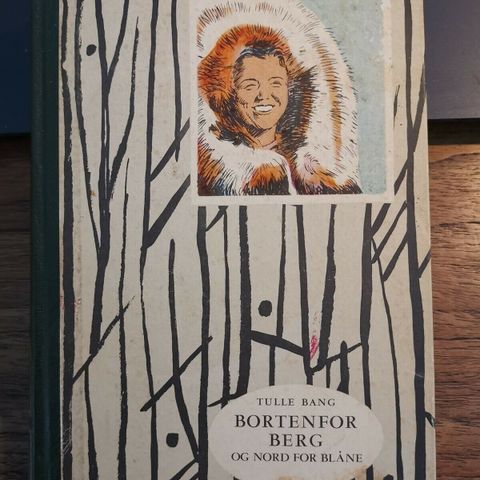 TULLE BANG
BORTENFOR
BERG
OG NORD FOR BLÅNE